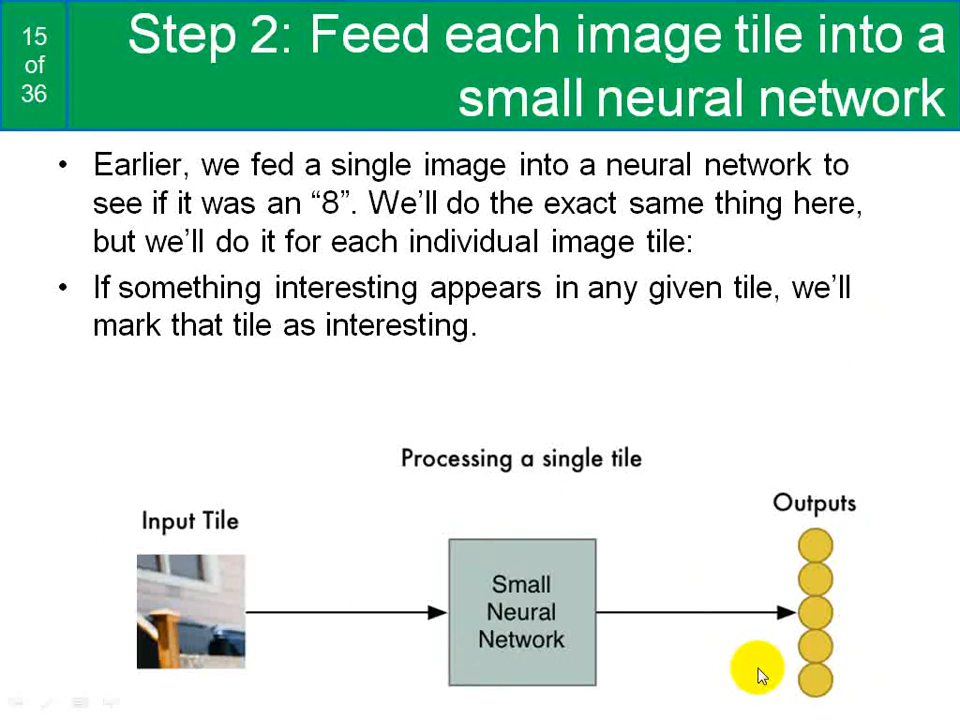 15
of
36
Step 2: Feed each image tile into a
small neural network
• Earlier, we fed a single image into a neural network to
see if it was an “8”. We’ll do the exact same thing here,
but we’ll do it for each individual image tile:
• If something interesting appears in any given tile, we’ll
mark that tile as interesting.
Processing a single tile
Input Tile
Small
Neural
Network
Outputs